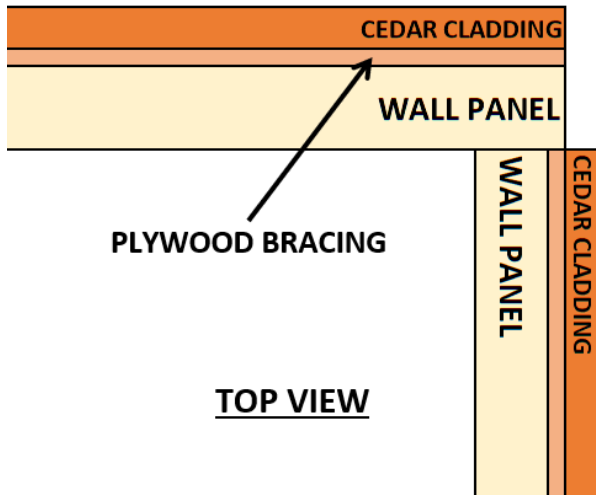 CEDAR CLADDING
WALL PANEL
PLYWOOD BRACING
WALL PANEL
CEDAR CLADDING
TOP VIEW